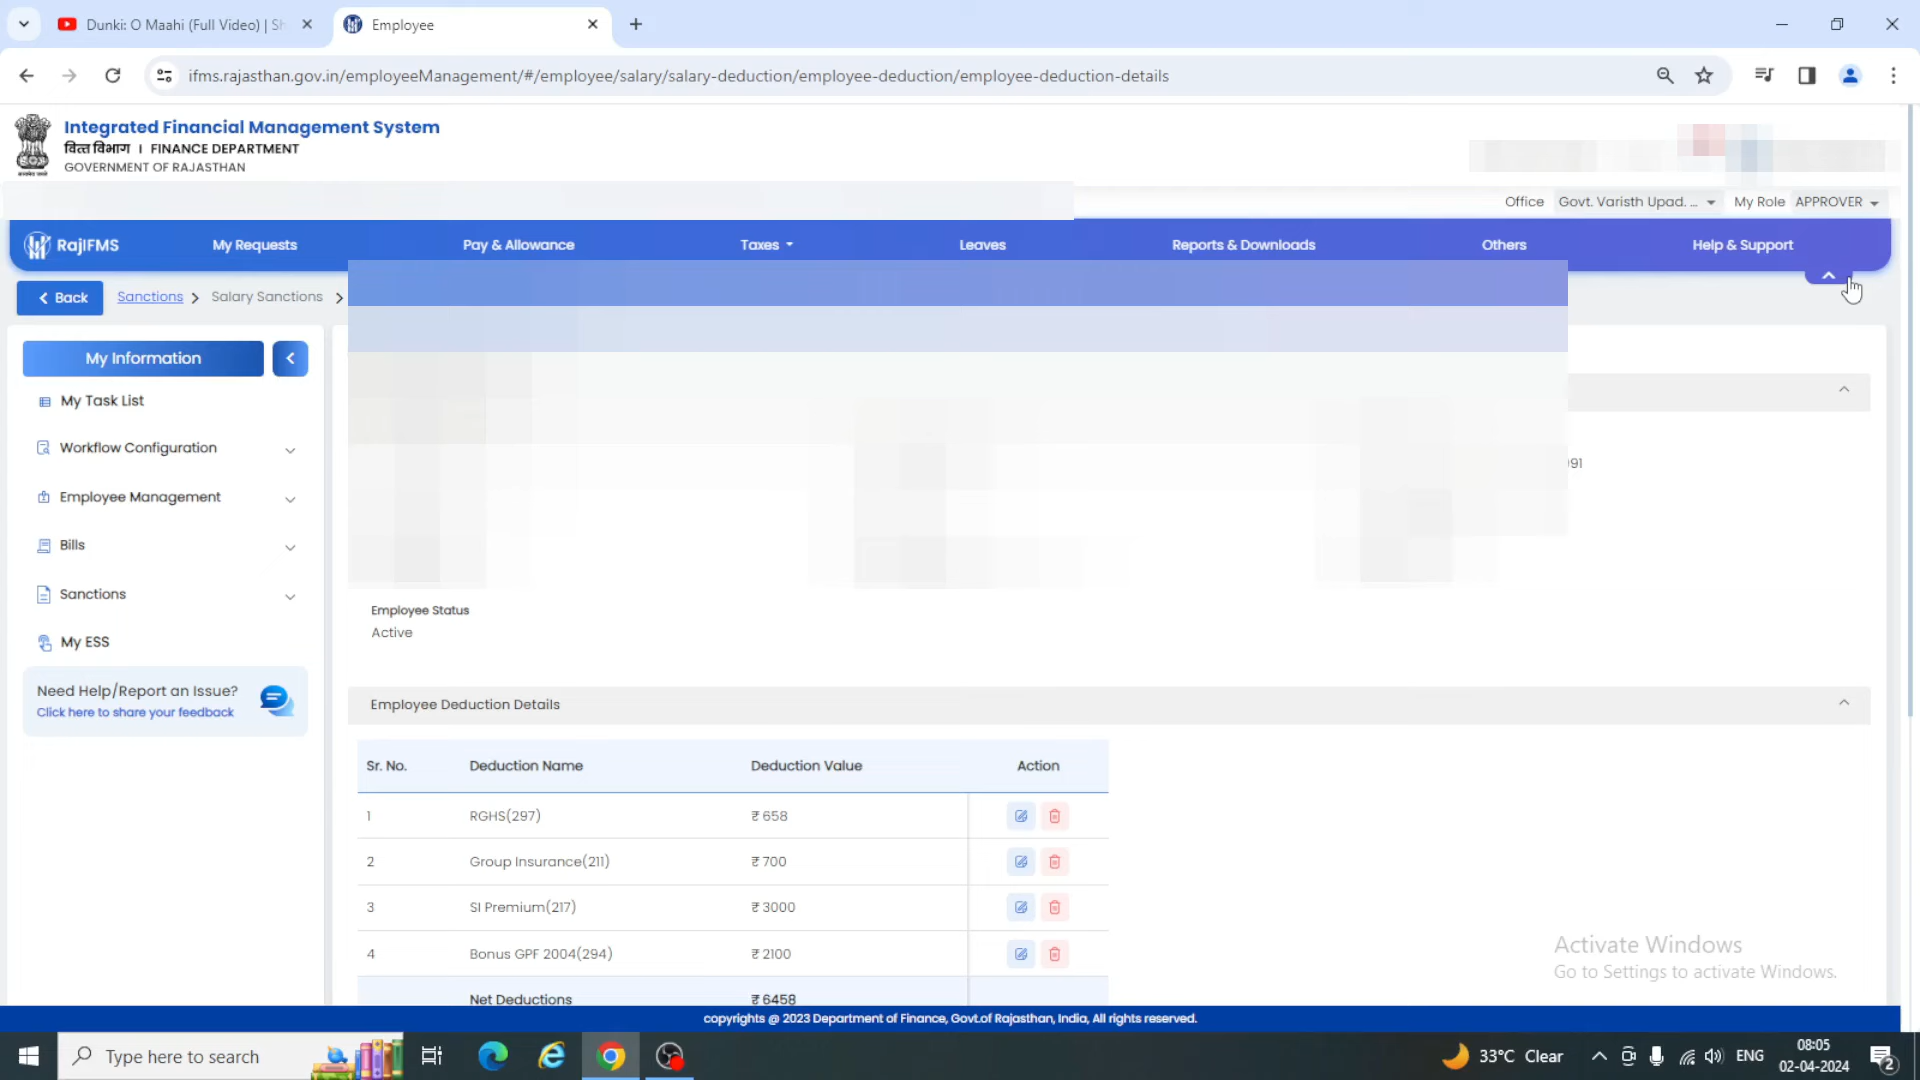 Dunki: O Maahi (Full Video) | Sh
Employee
ifms.rajasthan.gov.in/employeeManagement/#/employee/salary/salary-deduction/employee-deduction/employee-deduction-details
Integrated Financial Management System
वित्त विभाग | FINANCE DEPARTMENT
GOVERNMENT OF RAJASTHAN
Office Govt. Varisth Upad. ... My Role APPROVER
RajIFMS My Requests Pay & Allowance Taxes Leaves Reports & Downloads Others Help & Support
Back Sanctions > Salary Sanctions >
My Information
My Task List
Workflow Configuration
Employee Management
Bills
Sanctions
My ESS
Need Help/Report an Issue?
Click here to share your feedback
Employee Status
Active
Employee Deduction Details
Sr. No. Deduction Name Deduction Value Action
1 RGHS(297) ₹ 658
2 Group Insurance(211) ₹ 700
3 SI Premium(217) ₹ 3000
4 Bonus GPF 2004(294) ₹ 2100
Net Deductions ₹ 6458
Activate Windows
Go to Settings to activate Windows.
copyrights @ 2023 Department of Finance, Govt.of Rajasthan, India, All rights reserved.
Type here to search
33°C Clear
ENG
08:05
02-04-2024
2